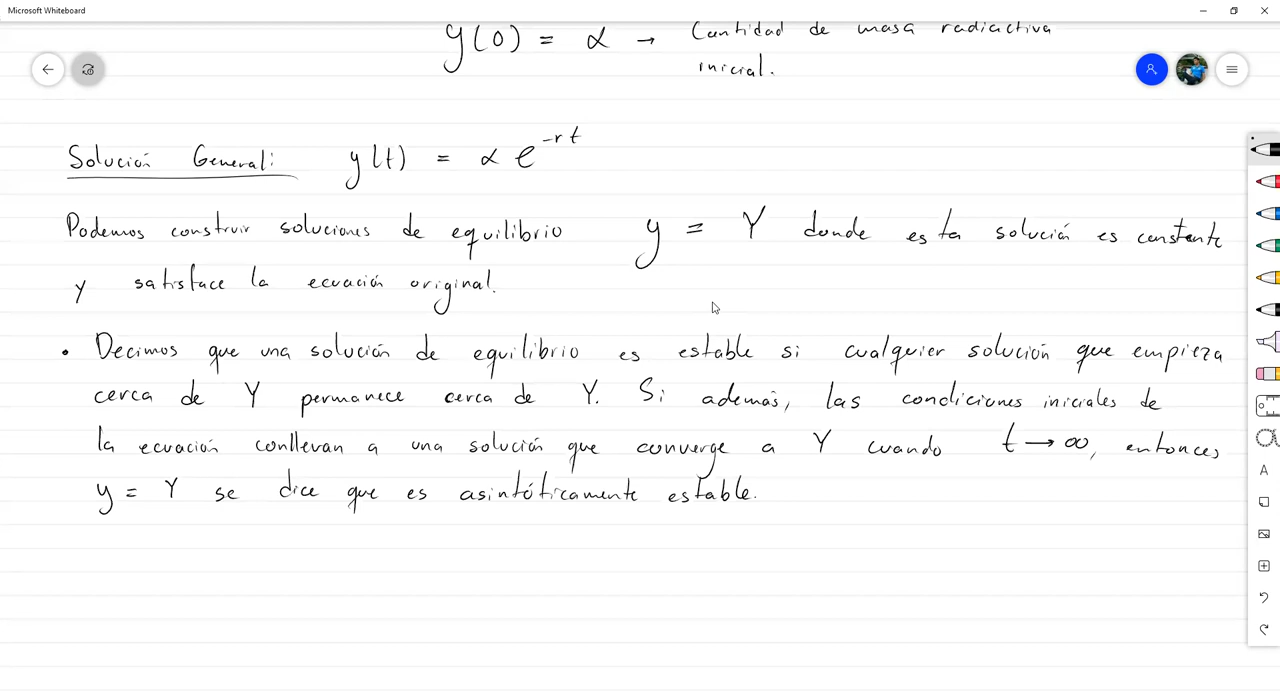 Microsoft Whiteboard
y(0) = α → Cantidad de masa radiactiva
inicial.
Solución General: y(t) = α e^{-rt}
Podemos construir soluciones de equilibrio y = Y donde esta solución es constante
y satisface la ecuación original.
• Decimos que una solución de equilibrio es estable si cualquier solución que empieza
cerca de Y permanece cerca de Y. Si además, las condiciones iniciales de
la ecuación conllevan a una solución que converge a Y cuando t → ∞, entonces
y = Y se dice que es asintóticamente estable.